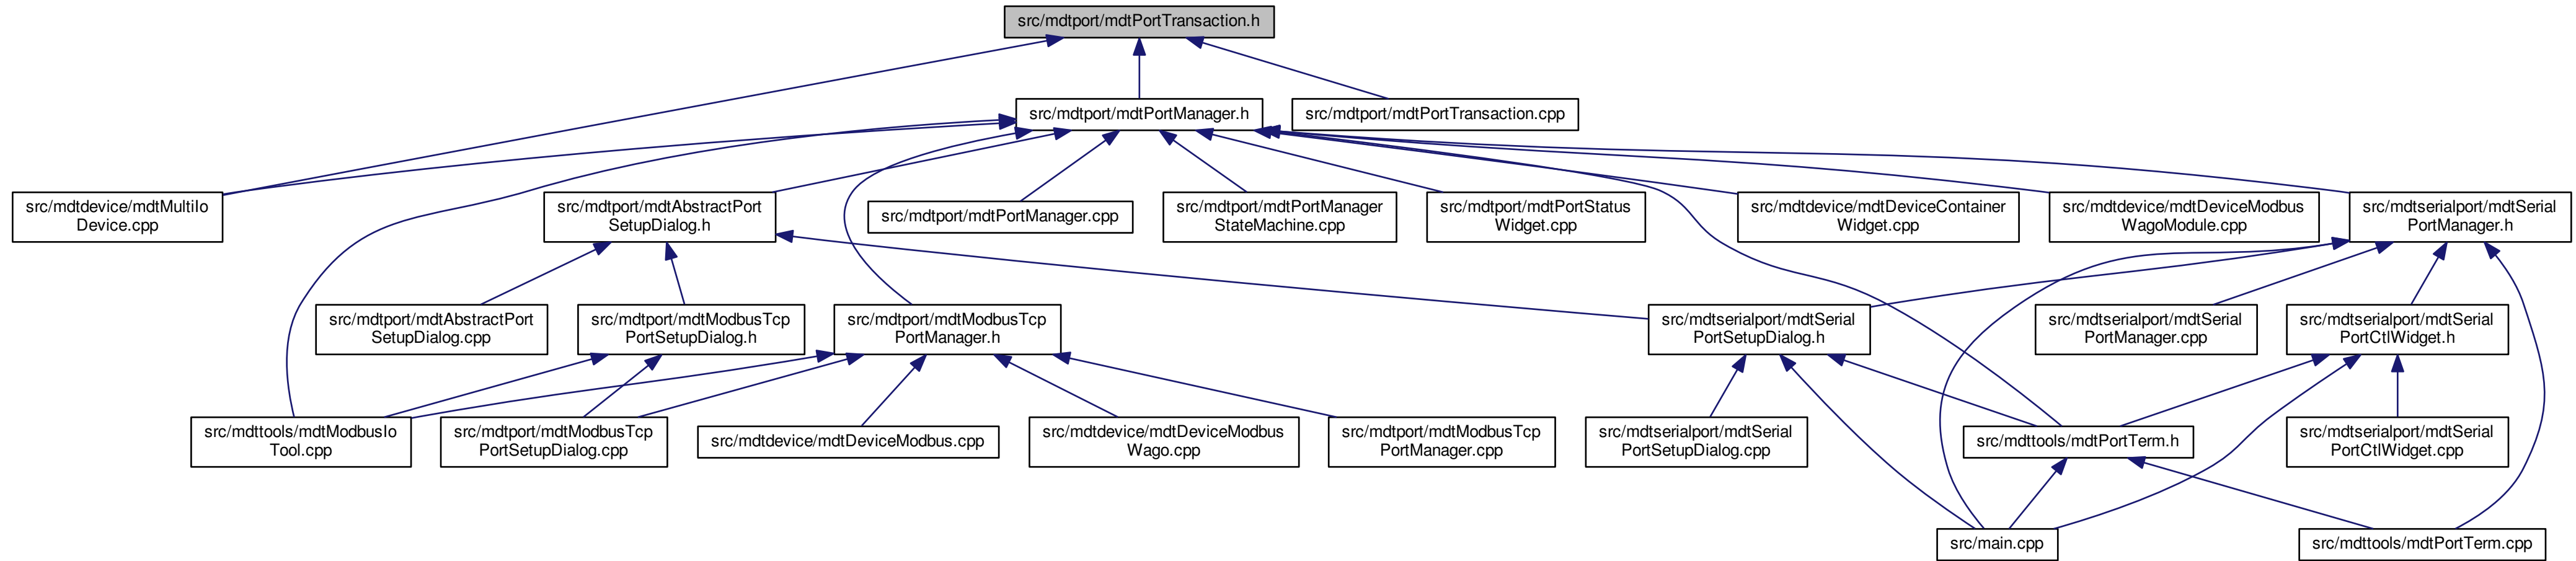 src/mdtport/mdtPortTransaction.h
src/mdtport/mdtPortManager.h
src/mdtport/mdtPortTransaction.cpp
src/mdtdevice/mdtMultiIo
Device.cpp
src/mdtport/mdtAbstractPort
SetupDialog.h
src/mdtport/mdtPortManager.cpp
src/mdtport/mdtPortManager
StateMachine.cpp
src/mdtport/mdtPortStatus
Widget.cpp
src/mdtdevice/mdtDeviceContainer
Widget.cpp
src/mdtdevice/mdtDeviceModbus
WagoModule.cpp
src/mdtserialport/mdtSerial
PortManager.h
src/mdtport/mdtAbstractPort
SetupDialog.cpp
src/mdtport/mdtModbusTcp
PortSetupDialog.h
src/mdtport/mdtModbusTcp
PortManager.h
src/mdtserialport/mdtSerial
PortSetupDialog.h
src/mdtserialport/mdtSerial
PortManager.cpp
src/mdtserialport/mdtSerial
PortCtlWidget.h
src/mdttools/mdtModbusIo
Tool.cpp
src/mdtport/mdtModbusTcp
PortSetupDialog.cpp
src/mdtdevice/mdtDeviceModbus.cpp
src/mdtdevice/mdtDeviceModbus
Wago.cpp
src/mdtport/mdtModbusTcp
PortManager.cpp
src/mdtserialport/mdtSerial
PortSetupDialog.cpp
src/mdttools/mdtPortTerm.h
src/mdtserialport/mdtSerial
PortCtlWidget.cpp
src/main.cpp
src/mdttools/mdtPortTerm.cpp